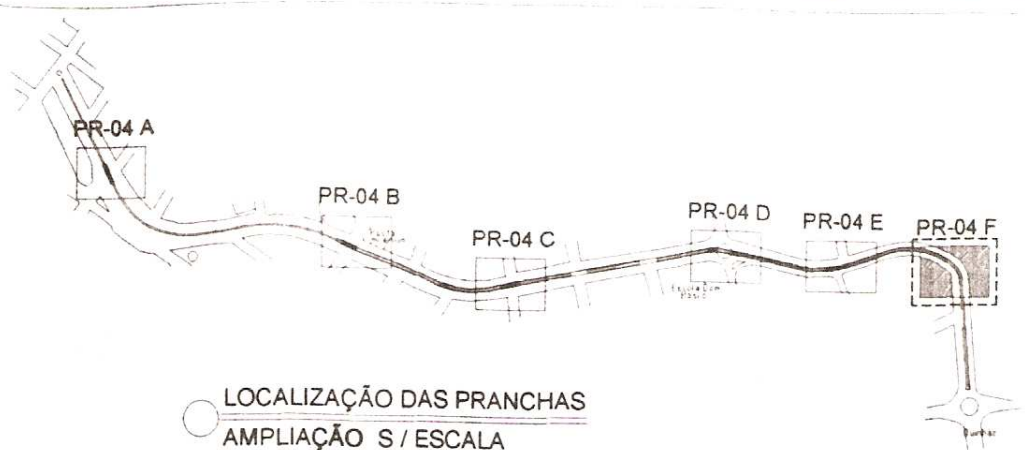 PR-04 A
PR-04 B
PR-04 C
PR-04 D
PR-04 E
PR-04 F
LOCALIZAÇÃO DAS PRANCHAS
AMPLIAÇÃO S / ESCALA